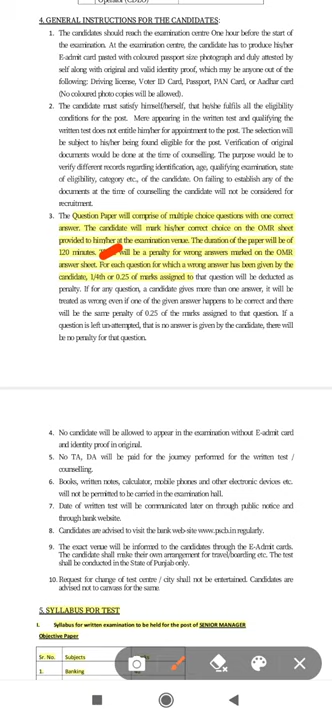 Operator (CDEO)
4. GENERAL INSTRUCTIONS FOR THE CANDIDATES:
1. The candidates should reach the examination centre One hour before the start of
the examination. At the examination centre, the candidate has to produce his/her
E-admit card pasted with coloured passport size photograph and duly attested by
self along with original and valid identity proof, which may be anyone out of the
following: Driving license, Voter ID Card, Passport, PAN Card, or Aadhar card
(No coloured photo copies will be allowed).
2. The candidate must satisfy himself/herself, that he/she fulfils all the eligibility
conditions for the post. Mere appearing in the written test and qualifying the
written test does not entitle him/her for appointment to the post. The selection will
be subject to his/her being found eligible for the post. Verification of original
documents would be done at the time of counselling. The purpose would be to
verify different records regarding identification, age, qualifying examination, state
of eligibility, category etc., of the candidate. On failing to establish any of the
documents at the time of counselling the candidate will not be considered for
recruitment.
3. The Question Paper will comprise of multiple choice questions with one correct
answer. The candidate will mark his/her correct choice on the OMR sheet
provided to him/her at the examination venue. The duration of the paper will be of
120 minutes. will be a penalty for wrong answers marked on the OMR
answer sheet. For each question for which a wrong answer has been given by the
candidate, 1/4th or 0.25 of marks assigned to that question will be deducted as
penalty. If for any question, a candidate gives more than one answer, it will be
treated as wrong even if one of the given answer happens to be correct and there
will be the same penalty of 0.25 of the marks assigned to that question. If a
question is left un-attempted, that is no answer is given by the candidate, there will
be no penalty for that question.
4. No candidate will be allowed to appear in the examination without E-admit card
and identity proof in original.
5. No TA, DA will be paid for the journey performed for the written test /
counselling.
6. Books, written notes, calculator, mobile phones and other electronic devices etc.
will not be permitted to be carried in the examination hall.
7. Date of written test will be communicated later on through public notice and
through bank website.
8. Candidates are advised to visit the bank web-site www.pscb.in regularly.
9. The exact venue will be informed to the candidates through the E-Admit cards.
The candidate shall make their own arrangement for travel/boarding etc. The test
shall be conducted in the State of Punjab only.
10. Request for change of test centre / city shall not be entertained. Candidates are
advised not to canvass for the same.
5. SYLLABUS FOR TEST
I. Syllabus for written examination to be held for the post of SENIOR MANAGER
Objective Paper
Sr. No. Subjects
1. Banking